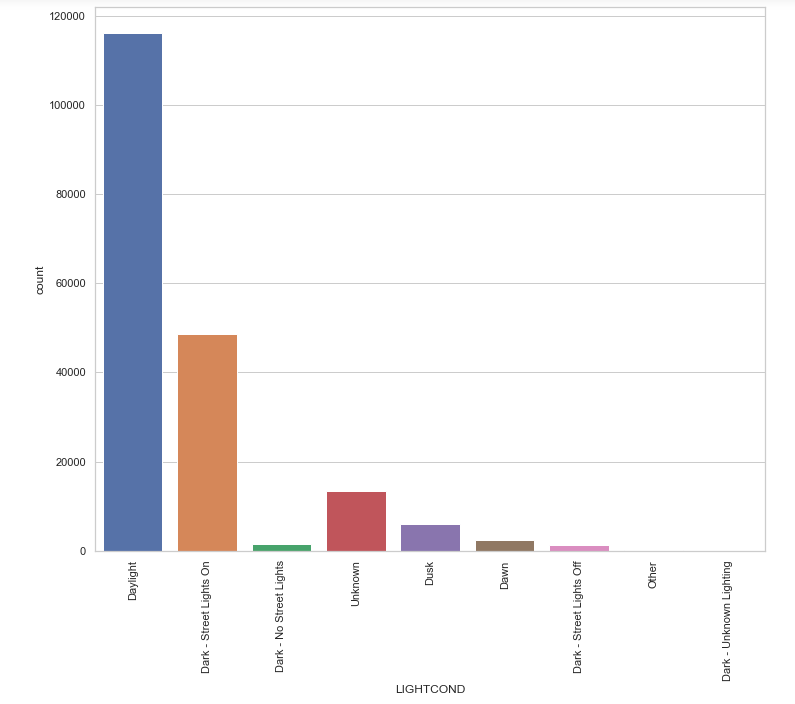 120000
100000
80000
60000
40000
20000
0
count
Daylight
Dark - Street Lights On
Dark - No Street Lights
Unknown
Dusk
Dawn
Dark - Street Lights Off
Other
Dark - Unknown Lighting
LIGHTCOND